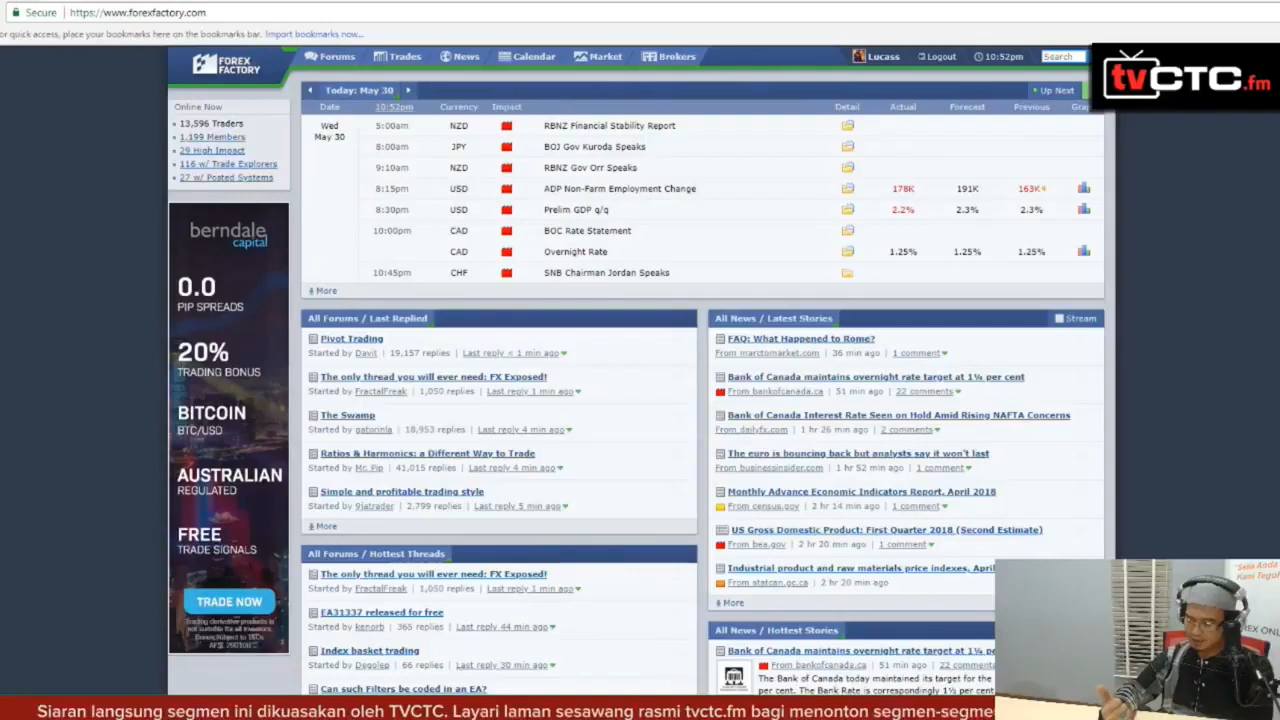 Secure https://www.forexfactory.com
or quick access, place your bookmarks here on the bookmarks bar. Import bookmarks now...
FOREX FACTORY
Forums Trades News Calendar Market Brokers Lucass Logout 10:52pm Search
tvCTC.fm
Today: May 30 Up Next
Date 10:52pm Currency Impact Detail Actual Forecast Previous
Wed May 30 5:00am NZD RBNZ Financial Stability Report
8:00am JPY BOJ Gov Kuroda Speaks
9:10am NZD RBNZ Gov Orr Speaks
8:15pm USD ADP Non-Farm Employment Change 178K 191K 163K
8:30pm USD Prelim GDP q/q 2.2% 2.3% 2.3%
10:00pm CAD BOC Rate Statement
CAD Overnight Rate 1.25% 1.25% 1.25%
10:45pm CHF SNB Chairman Jordan Speaks
More
Online Now
13,596 Traders
1,199 Members
29 High Impact
116 w/ Trade Explorers
27 w/ Posted Systems
berndale
capital
0.0
PIP SPREADS
20%
TRADING BONUS
BITCOIN
BTC/USD
AUSTRALIAN
REGULATED
FREE
TRADE SIGNALS
TRADE NOW
Trading derivative products is
not suitable for all investors
All Forums / Last Replied
Pivot Trading
Started by Davit | 19,157 replies | Last reply < 1 min ago
The only thread you will ever need: FX Exposed!
Started by FractalFreak | 1,050 replies | Last reply 1 min ago
The Swamp
Started by gatorinla | 18,953 replies | Last reply 4 min ago
Ratios & Harmonics: a Different Way to Trade
Started by Mr. Pip | 41,015 replies | Last reply 4 min ago
Simple and profitable trading style
Started by 9jatrader | 2,799 replies | Last reply 5 min ago
More
All Forums / Hottest Threads
The only thread you will ever need: FX Exposed!
Started by FractalFreak | 1,050 replies | Last reply 1 min ago
EA31337 released for free
Started by kenorb | 365 replies | Last reply 44 min ago
Index basket trading
Started by Degolep | 66 replies | Last reply 30 min ago
Can such Filters be coded in an EA?
All News / Latest Stories Stream
FAQ: What Happened to Rome?
From marctomarket.com | 36 min ago | 1 comment
Bank of Canada maintains overnight rate target at 1¼ per cent
From bankofcanada.ca | 51 min ago | 22 comments
Bank of Canada Interest Rate Seen on Hold Amid Rising NAFTA Concerns
From dailyfx.com | 1 hr 26 min ago | 2 comments
The euro is bouncing back but analysts say it won't last
From businessinsider.com | 1 hr 52 min ago | 1 comment
Monthly Advance Economic Indicators Report, April 2018
From census.gov | 2 hr 14 min ago | 1 comment
US Gross Domestic Product: First Quarter 2018 (Second Estimate)
From bea.gov | 2 hr 20 min ago | 1 comment
Industrial product and raw materials price indexes, April
From statcan.gc.ca | 2 hr 20 min ago
More
All News / Hottest Stories
Bank of Canada maintains overnight rate target at 1¼ per
From bankofcanada.ca | 51 min ago | 22 comments
The Bank of Canada today maintained its target for the
per cent. The Bank Rate is correspondingly 1½ per cent
Siaran langsung segmen ini dikuasakan oleh TVCTC. Layari laman sesawang rasmi tvctc.fm bagi menonton segmen-segme